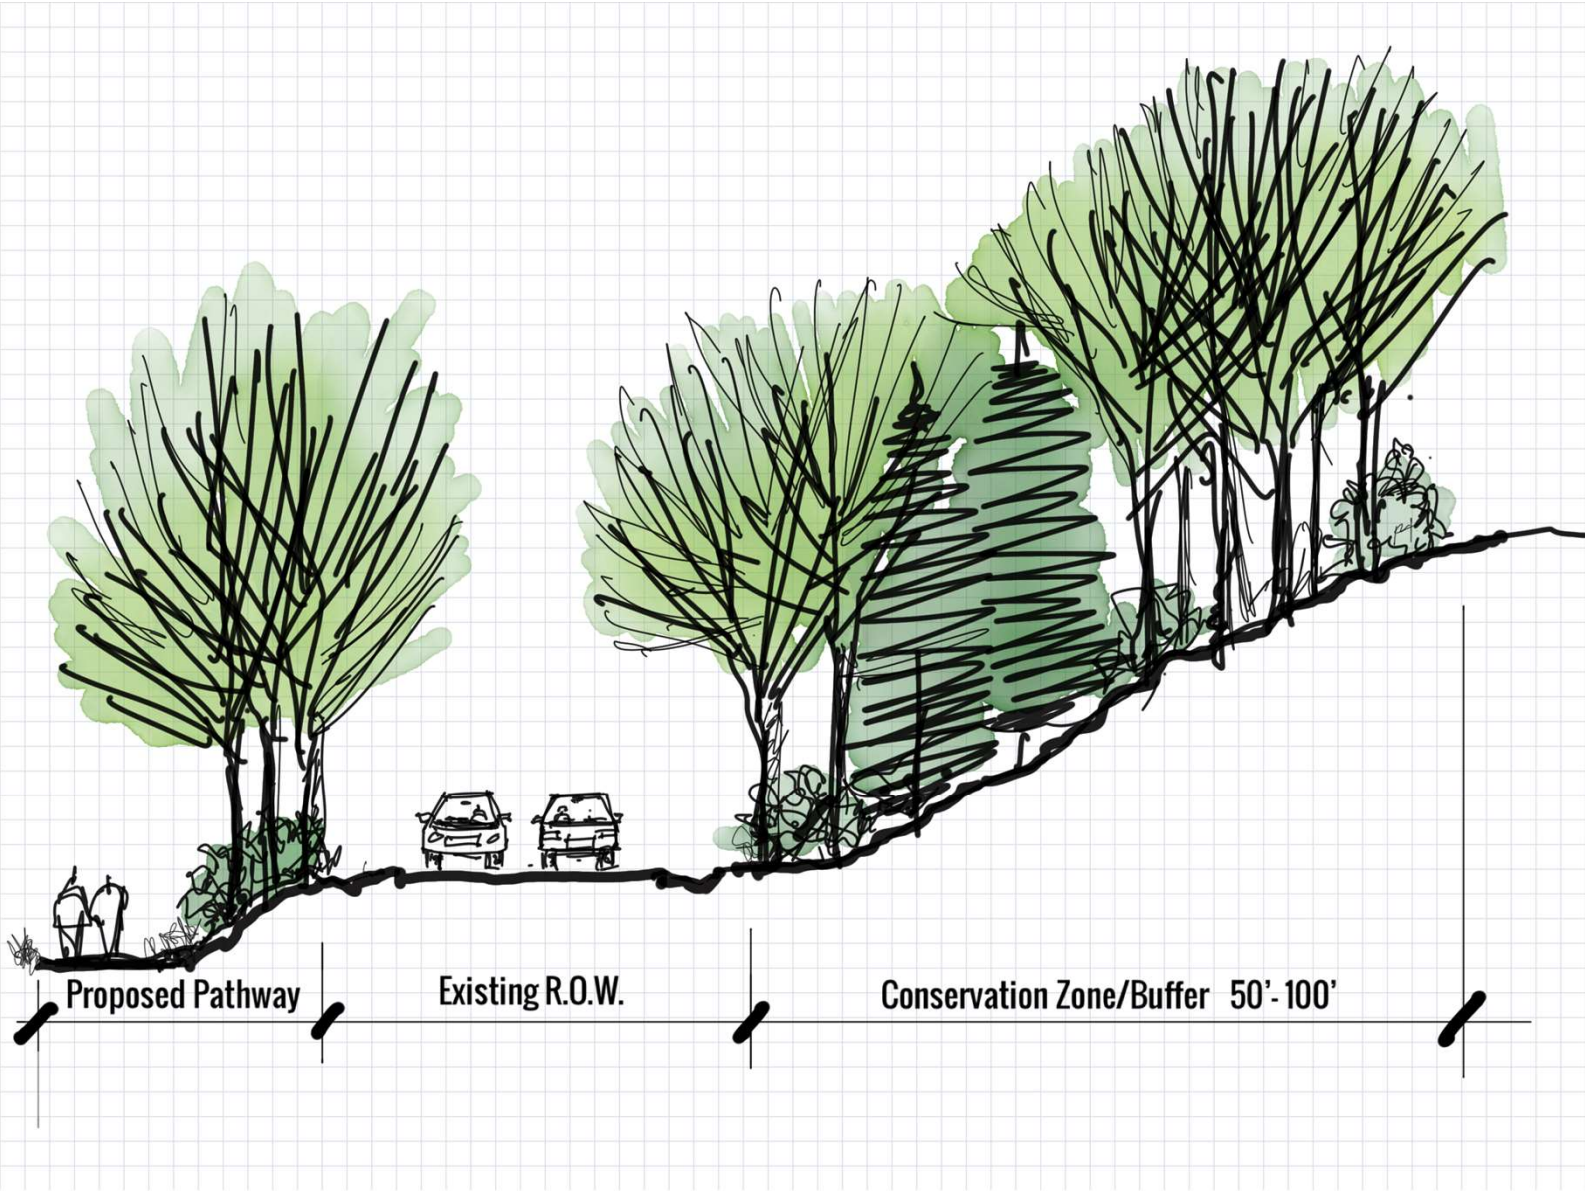 Proposed Pathway
Existing R.O.W.
Conservation Zone/Buffer 50'-100'